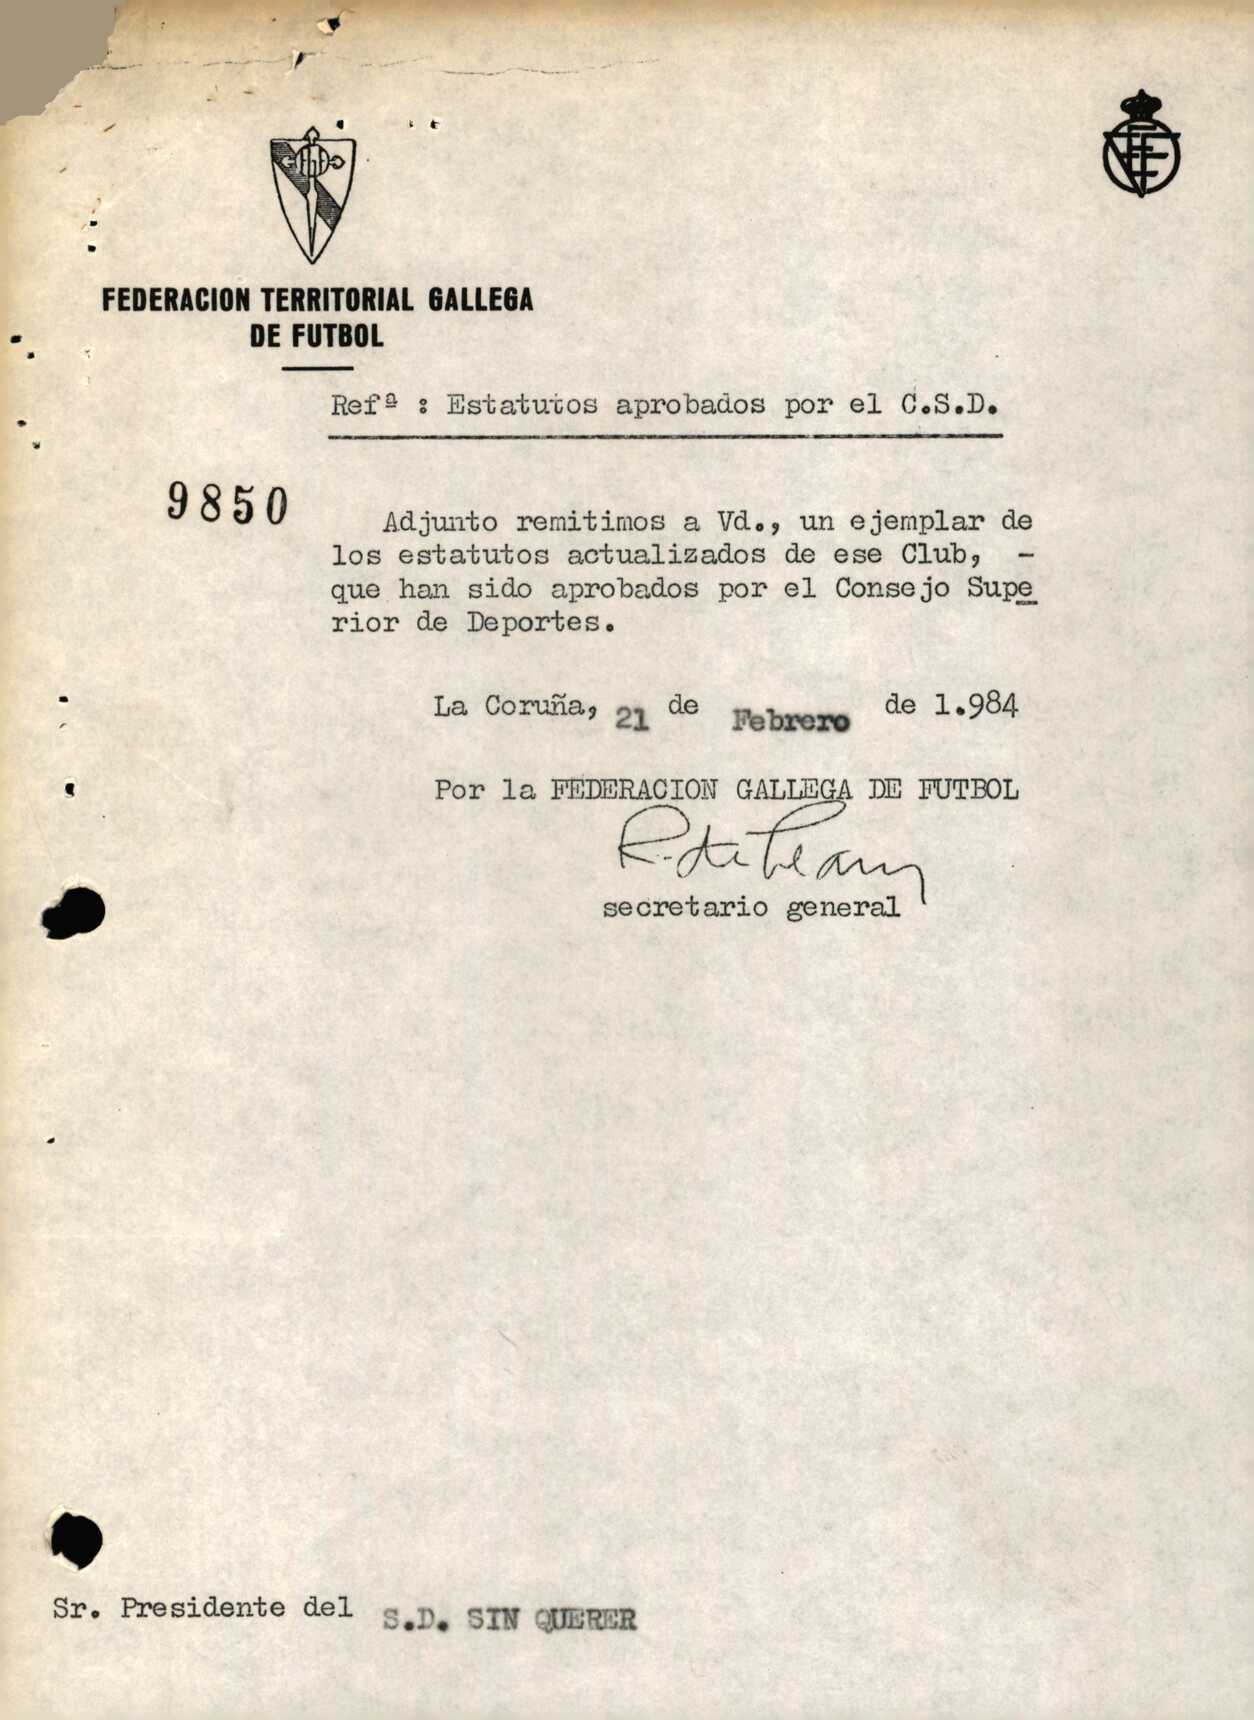 FEDERACION TERRITORIAL GALLEGA
DE FUTBOL
Refª : Estatutos aprobados por el C.S.D.
9850
Adjunto remitimos a Vd., un ejemplar de
los estatutos actualizados de ese Club, -
que han sido aprobados por el Consejo Supe
rior de Deportes.
La Coruña, 21 de Febrero de 1.984
Por la FEDERACION GALLEGA DE FUTBOL
secretario general
Sr. Presidente del S.D. SIN QUERER